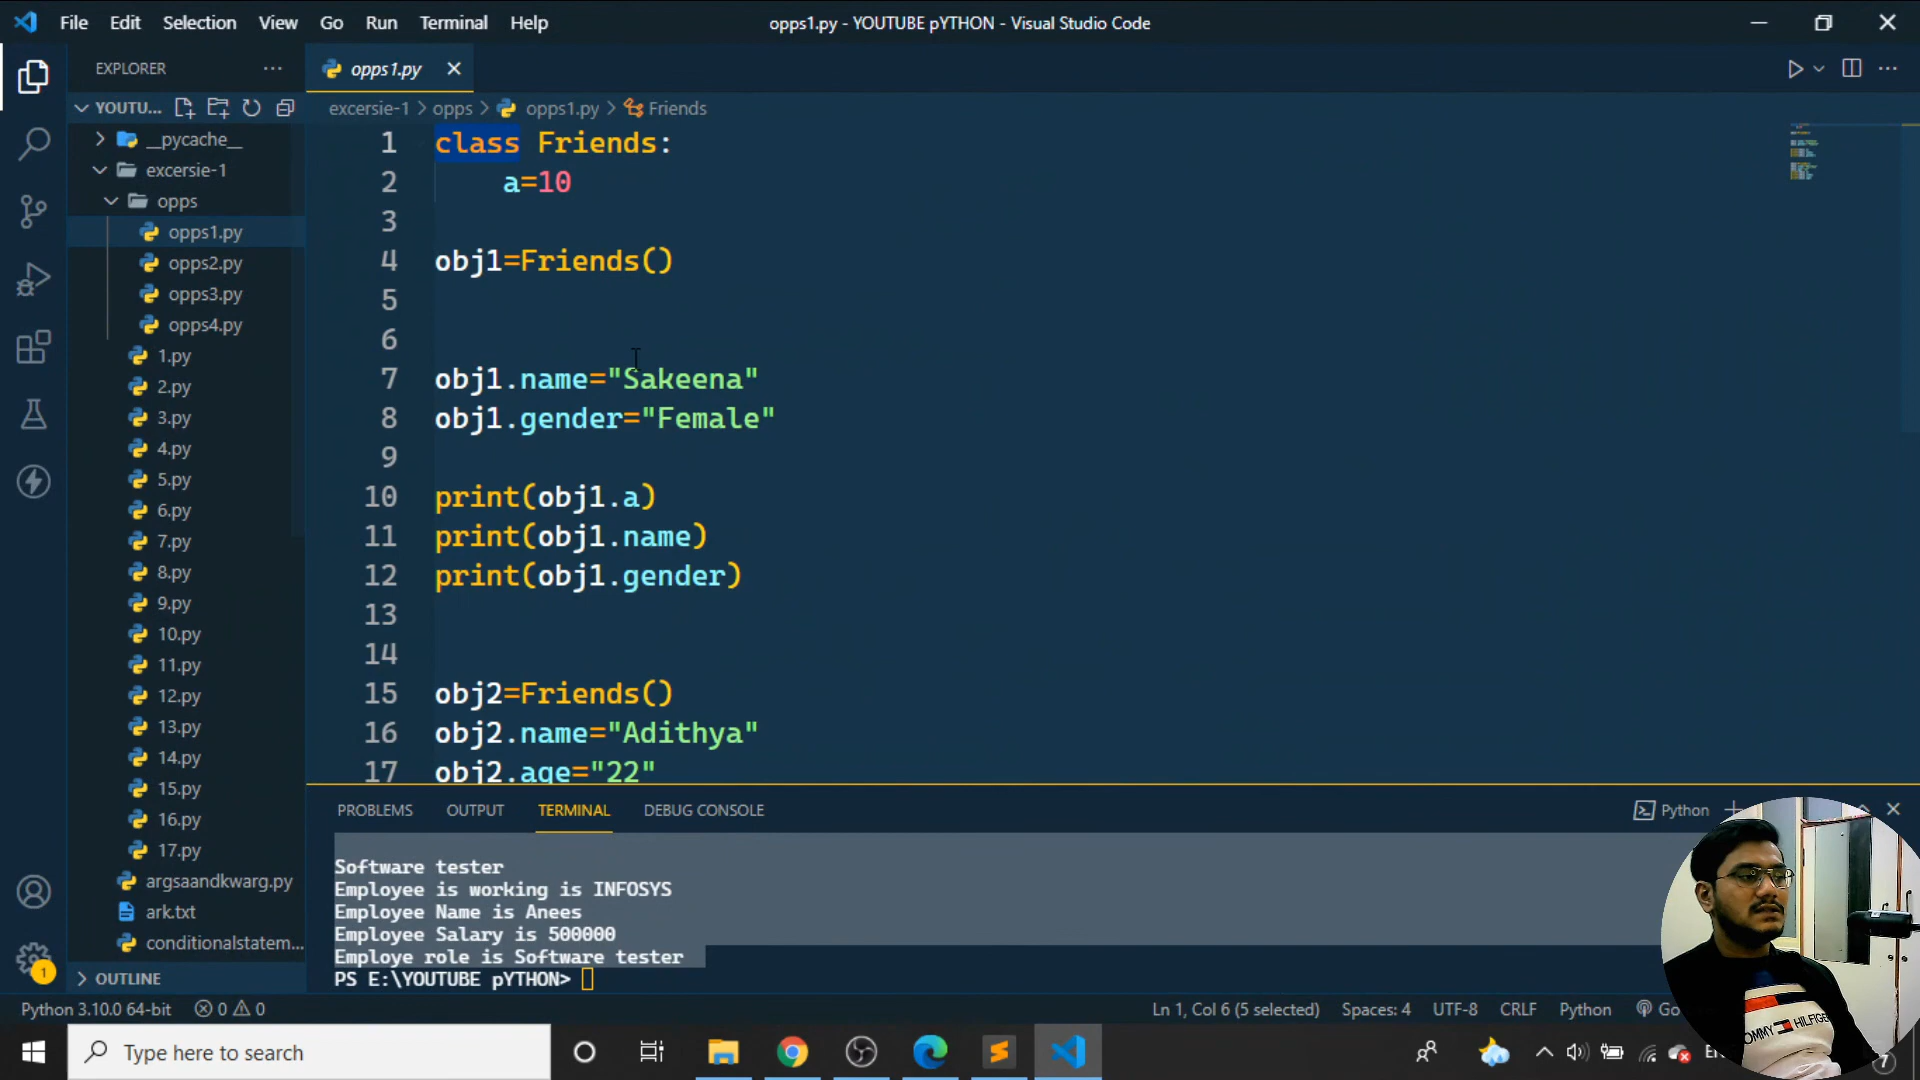 File Edit Selection View Go Run Terminal Help
opps1.py - YOUTUBE pYTHON - Visual Studio Code
EXPLORER
opps1.py
YOUTU...
excersie-1 > opps > opps1.py > Friends
__pycache__
excersie-1
opps
opps1.py
opps2.py
opps3.py
opps4.py
1.py
2.py
3.py
4.py
5.py
6.py
7.py
8.py
9.py
10.py
11.py
12.py
13.py
14.py
15.py
16.py
17.py
argsaandkwarg.py
ark.txt
conditionalstatem...
OUTLINE
1 class Friends:
2 a=10
3
4 obj1=Friends()
5
6
7 obj1.name="Sakeena"
8 obj1.gender="Female"
9
10 print(obj1.a)
11 print(obj1.name)
12 print(obj1.gender)
13
14
15 obj2=Friends()
16 obj2.name="Adithya"
17 obj2.age="22"
PROBLEMS OUTPUT TERMINAL DEBUG CONSOLE
Python
Software tester
Employee is working is INFOSYS
Employee Name is Anees
Employee Salary is 500000
Employe role is Software tester
PS E:\YOUTUBE pYTHON>
1
Python 3.10.0 64-bit 0 0
Ln 1, Col 6 (5 selected) Spaces: 4 UTF-8 CRLF Python Go
Type here to search
TOMMY HILFIGER
7